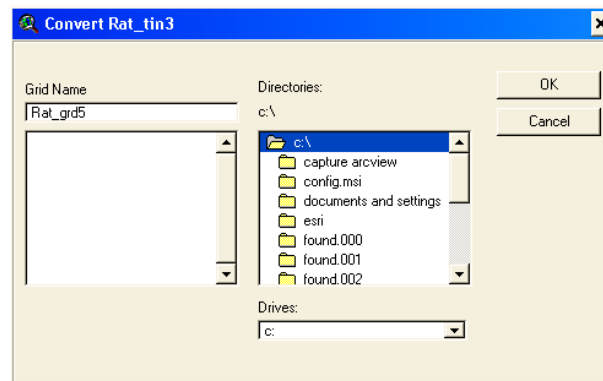 Convert Rat_tin3
Grid Name
Rat_grd5
Directories:
c:\
c:\
capture arcview
config.msi
documents and settings
esri
found.000
found.001
found.002
Drives:
c:
OK
Cancel